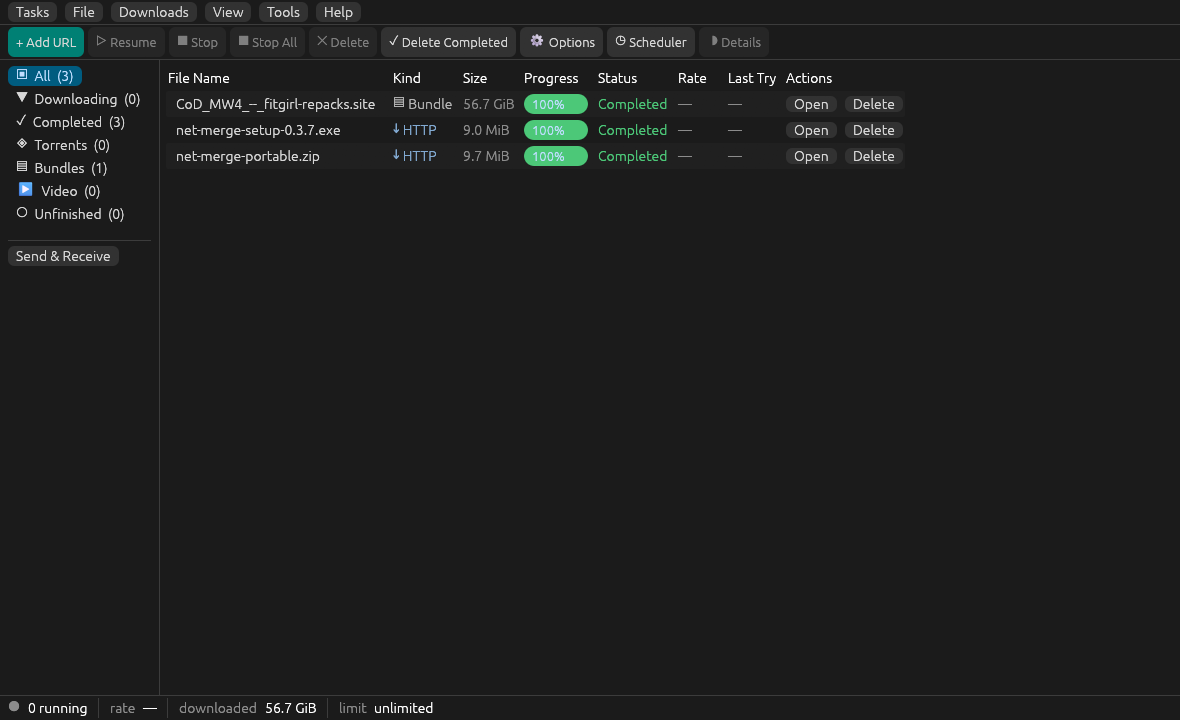 Tasks File Downloads View Tools Help
+ Add URL Resume Stop Stop All Delete Delete Completed Options Scheduler Details
All (3)
Downloading (0)
Completed (3)
Torrents (0)
Bundles (1)
Video (0)
Unfinished (0)
Send & Receive
File Name Kind Size Progress Status Rate Last Try Actions
CoD_MW4_--_fitgirl-repacks.site Bundle 56.7 GiB 100% Completed — — Open Delete
net-merge-setup-0.3.7.exe HTTP 9.0 MiB 100% Completed — — Open Delete
net-merge-portable.zip HTTP 9.7 MiB 100% Completed — — Open Delete
0 running rate — downloaded 56.7 GiB limit unlimited